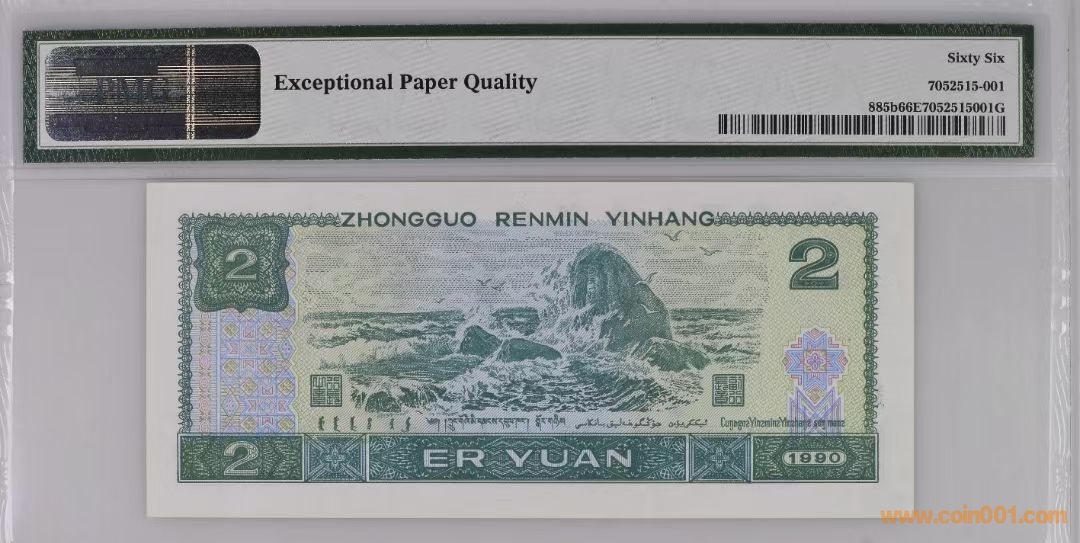 PMG
Exceptional Paper Quality
Sixty Six
7052515-001
885b66E7052515001G
ZHONGGUO RENMIN YINHANG
2
2
2
ER YUAN
1990
www.coin001.com